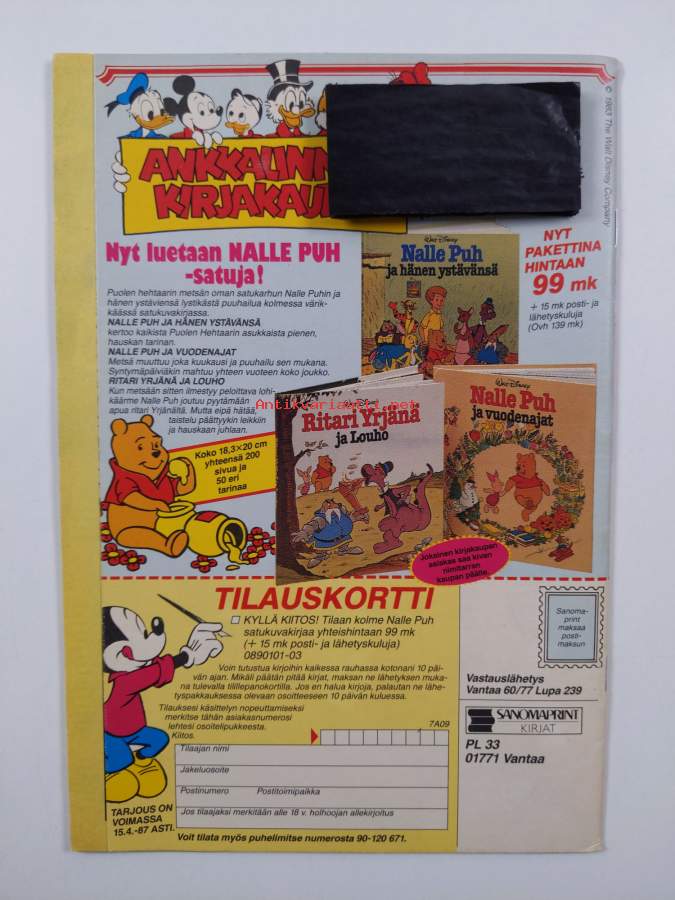 © 1983 The Walt Disney Company
ANKKALINN
KIRJAKAU
Nyt luetaan NALLE PUH
-satuja!
Puolen hehtaarin metsän oman satukarhun Nalle Puhin ja
hänen ystäviensä lystikästä puuhailua kolmessa värik-
käässä satukuvakirjassa.
NALLE PUH JA HÄNEN YSTÄVÄNSÄ
kertoo kaikista Puolen Hehtaarin asukkaista pienen,
hauskan tarinan.
NALLE PUH JA VUODENAJAT
Metsä muuttuu joka kuukausi ja puuhailu sen mukana.
Syntymäpäiväkin mahtuu yhteen vuoteen koko joukko.
RITARI YRJÄNÄ JA LOUHO
Kun metsään sitten ilmestyy peloittava lohi-
käärme Nalle Puh joutuu pyytämään
apua ritari Yrjänältä. Mutta eipä hätää,
taistelu päättyykin leikkiin
ja hauskaan juhlaan.
Koko 18,3×20 cm
yhteensä 200
sivua ja
50 eri
tarinaa
WALT DISNEY
Nalle Puh
ja hänen ystävänsä
NYT
PAKETTINA
HINTAAN
99 mk
+ 15 mk posti- ja
lähetyskuluja
(Ovh 139 mk)
Antikvariaatti.net
Ritari Yrjänä
ja Louho
WALT DISNEY
Nalle Puh
ja vuodenajat
Jokainen kirjakaupan
asiakas saa kivan
nimitarran
kaupan päälle.
TILAUSKORTTI
KYLLÄ KIITOS! Tilaan kolme Nalle Puh
satukuvakirjaa yhteishintaan 99 mk
(+ 15 mk posti- ja lähetyskuluja)
0890101-03
Voin tutustua kirjoihin kaikessa rauhassa kotonani 10 päi-
vän ajan. Mikäli päätän pitää kirjat, maksan ne lähetyksen muka-
na tulevalla tilillepanokortilla. Jos en halua kirjoja, palautan ne lähe-
tyspakkauksessa olevaan osoitteeseen 10 päivän kuluessa.
Tilauksesi käsittelyn nopeuttamiseksi
merkitse tähän asiakasnumerosi
lehtesi osoitelipukkeesta.
Kiitos.
7A09
Tilaajan nimi
Jakeluosoite
Postinumero Postitoimipaikka
Jos tilaajaksi merkitään alle 18 v. holhoojan allekirjoitus
TARJOUS ON
VOIMASSA
15.4.-87 ASTI.
Voit tilata myös puhelimitse numerosta 90-120 671.
Sanoma-
print
maksaa
posti-
maksun
Vastauslähetys
Vantaa 60/77 Lupa 239
SANOMAPRINT
KIRJAT
PL 33
01771 Vantaa